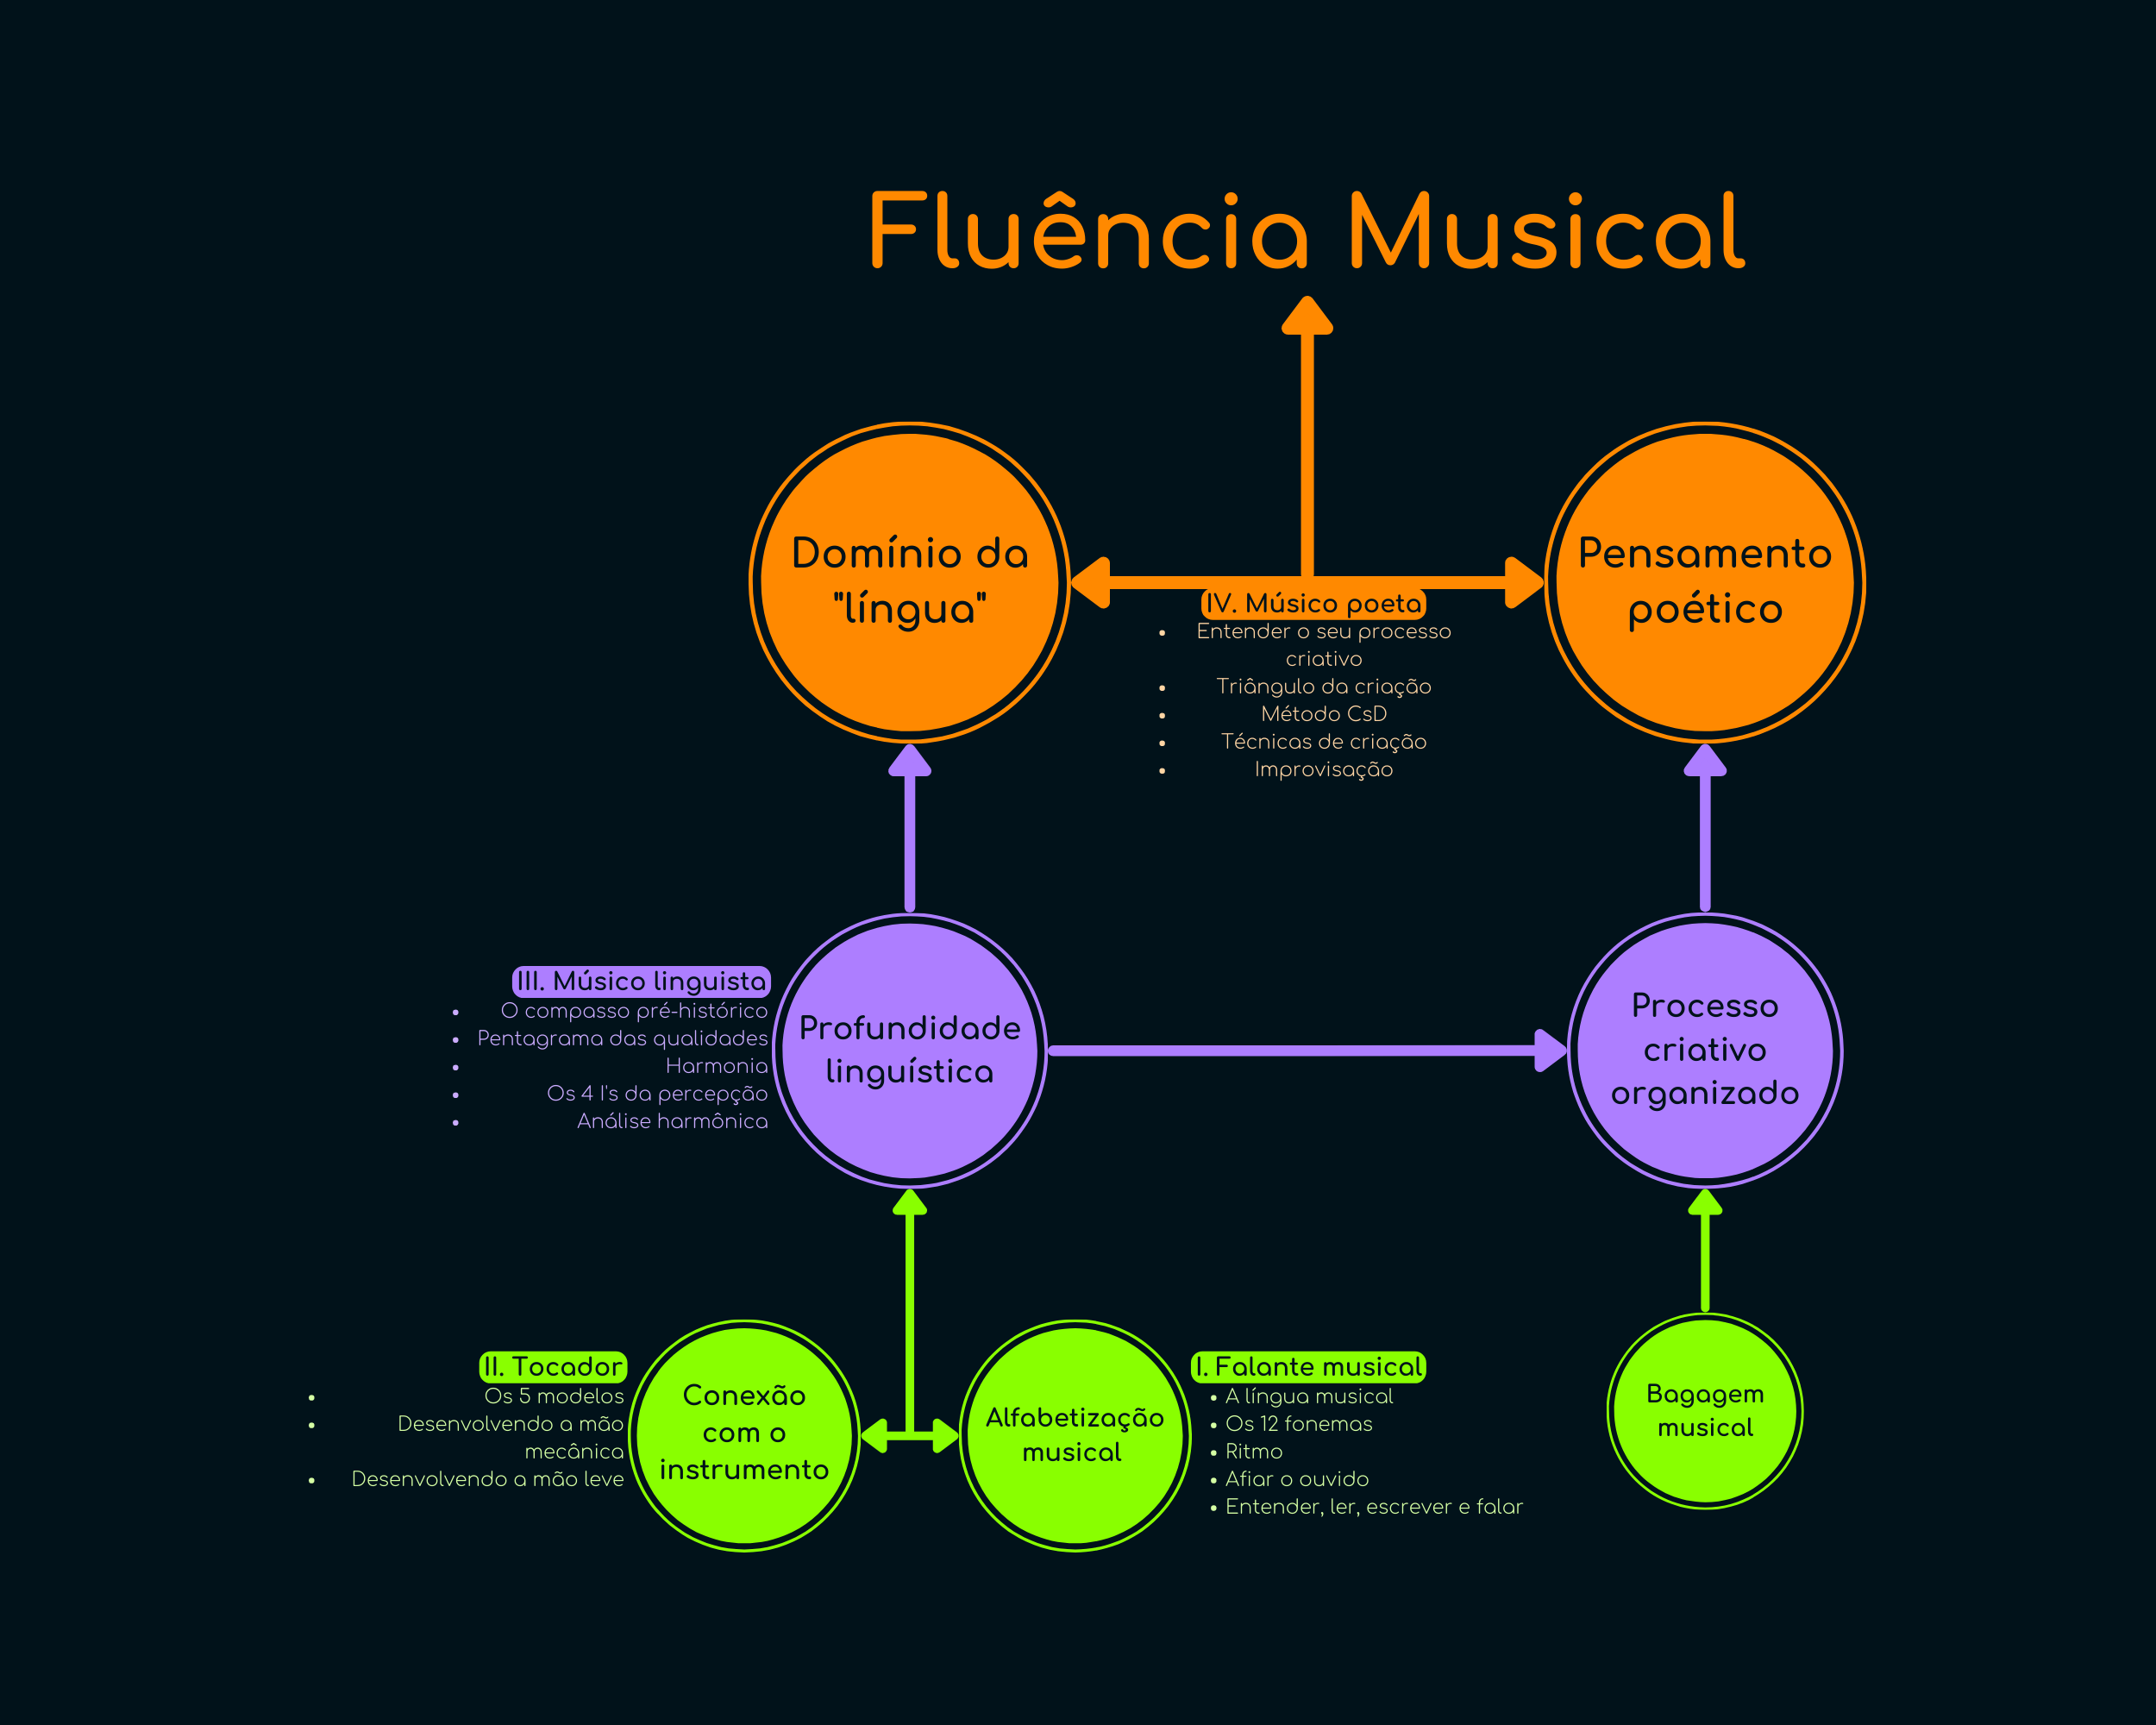 Fluência Musical
Domínio da
"língua"
Pensamento
poético
IV. Músico poeta
• Entender o seu processo
criativo
• Triângulo da criação
• Método CsD
• Técnicas de criação
• Improvisação
III. Músico linguista
• O compasso pré-histórico
• Pentagrama das qualidades
• Harmonia
• Os 4 I's da percepção
• Análise harmônica
Profundidade
linguística
Processo
criativo
organizado
II. Tocador
• Os 5 modelos
• Desenvolvendo a mão
mecânica
• Desenvolvendo a mão leve
Conexão
com o
instrumento
Alfabetização
musical
I. Falante musical
• A língua musical
• Os 12 fonemas
• Ritmo
• Afiar o ouvido
• Entender, ler, escrever e falar
Bagagem
musical